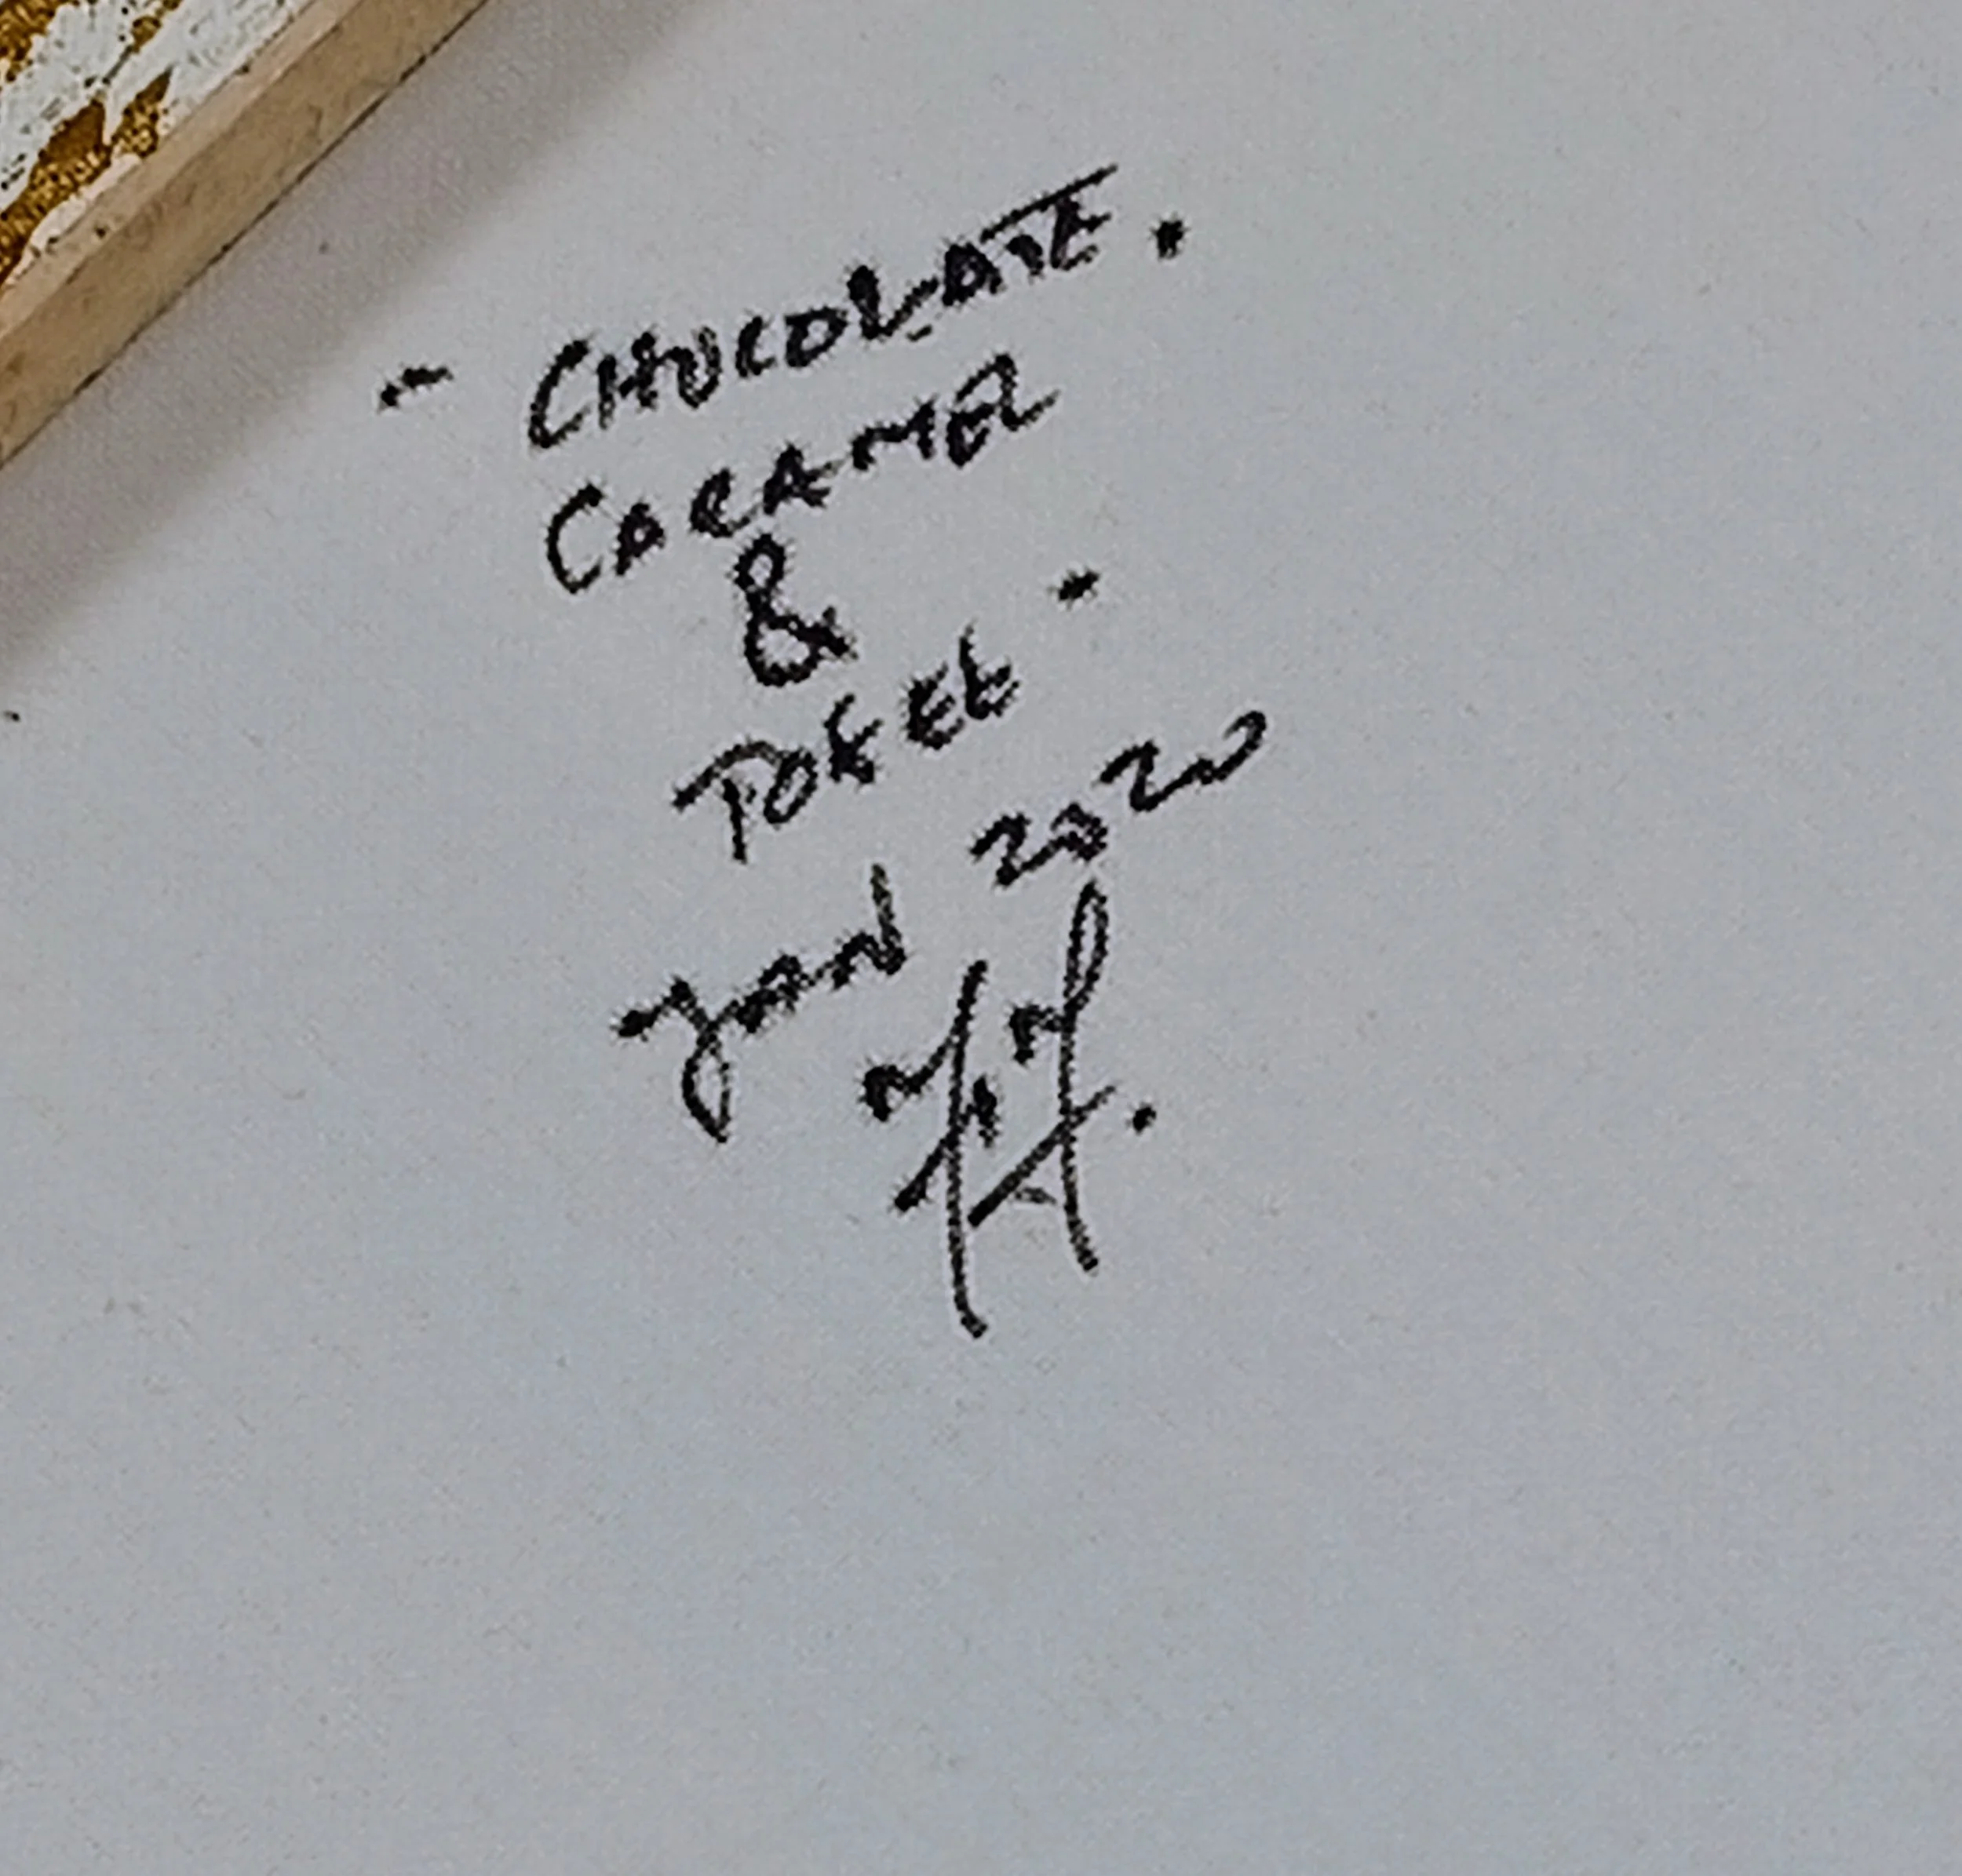 - CHOCOLATE.
CARAMEL
&
TOFEE -
JAN 2020